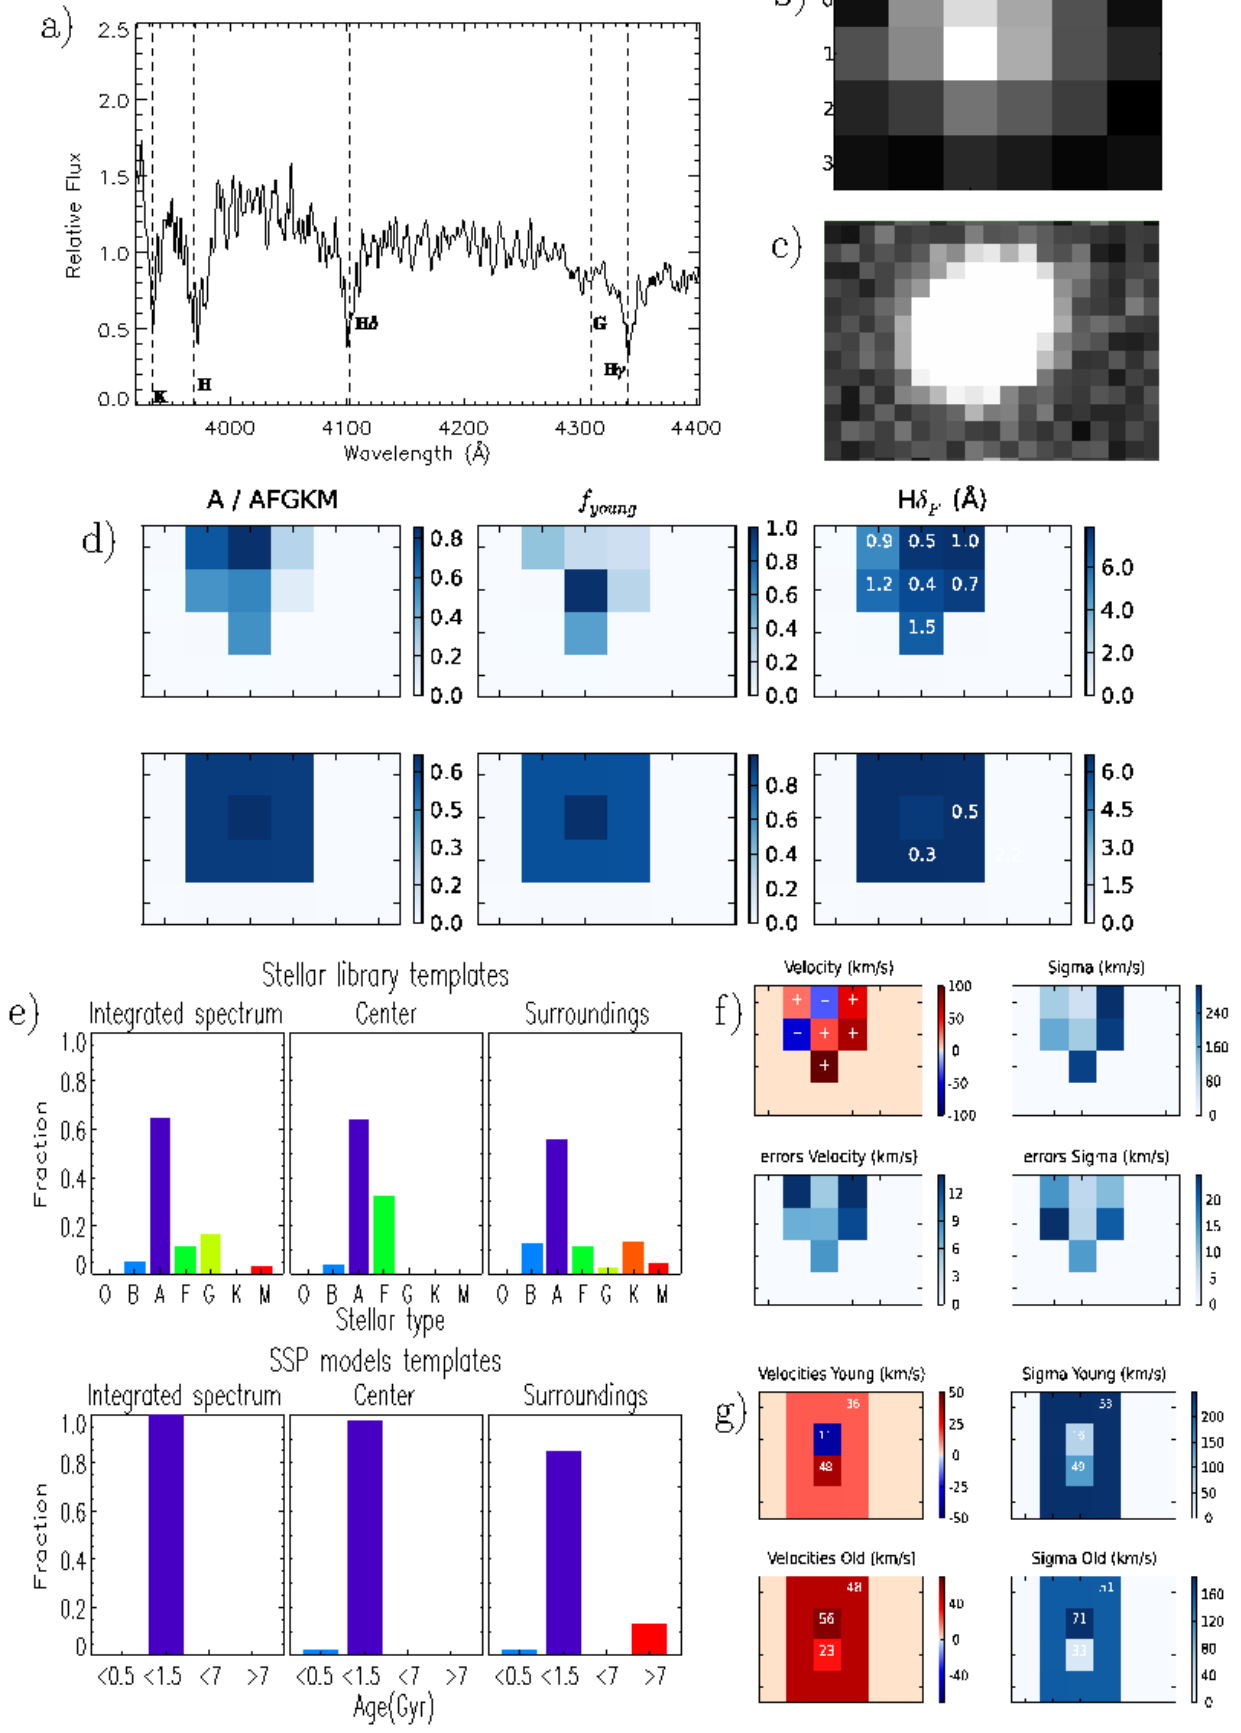 a)
2.5
2.0
1.5
1.0
0.5
0.0
Relative Flux
K
H
Hδ
G
Hγ
4000 4100 4200 4300 4400
Wavelength (Å)
1
2
3
c)
d)
A / AFGKM
f young
HδF (Å)
0.8
0.6
0.4
0.2
0.0
1.0
0.8
0.6
0.4
0.2
0.0
0.9 0.5 1.0
1.2 0.4 0.7
1.5
6.0
4.0
2.0
0.0
0.6
0.5
0.3
0.2
0.0
0.8
0.6
0.4
0.2
0.0
0.5
0.3
2.2
6.0
4.5
3.0
1.5
0.0
e)
Stellar library templates
Integrated spectrum Center Surroundings
1.0
0.8
0.6
0.4
0.2
0
Fraction
O B A F G K M O B A F G K M O B A F G K M
Stellar type
SSP models templates
Integrated spectrum Center Surroundings
1.0
0.8
0.6
0.4
0.2
0
Fraction
<0.5 <1.5 <7 >7 <0.5 <1.5 <7 >7 <0.5 <1.5 <7 >7
Age(Gyr)
f)
Velocity (km/s)
+ − +
− + +
+
100
50
0
-50
-100
Sigma (km/s)
240
160
80
0
errors Velocity (km/s)
12
9
6
3
0
errors Sigma (km/s)
20
15
10
5
0
g)
Velocities Young (km/s)
36
11
48
50
25
0
-25
-50
Sigma Young (km/s)
53
16
49
200
150
100
50
0
Velocities Old (km/s)
48
56
23
40
0
-40
Sigma Old (km/s)
71
33
160
120
80
40
0